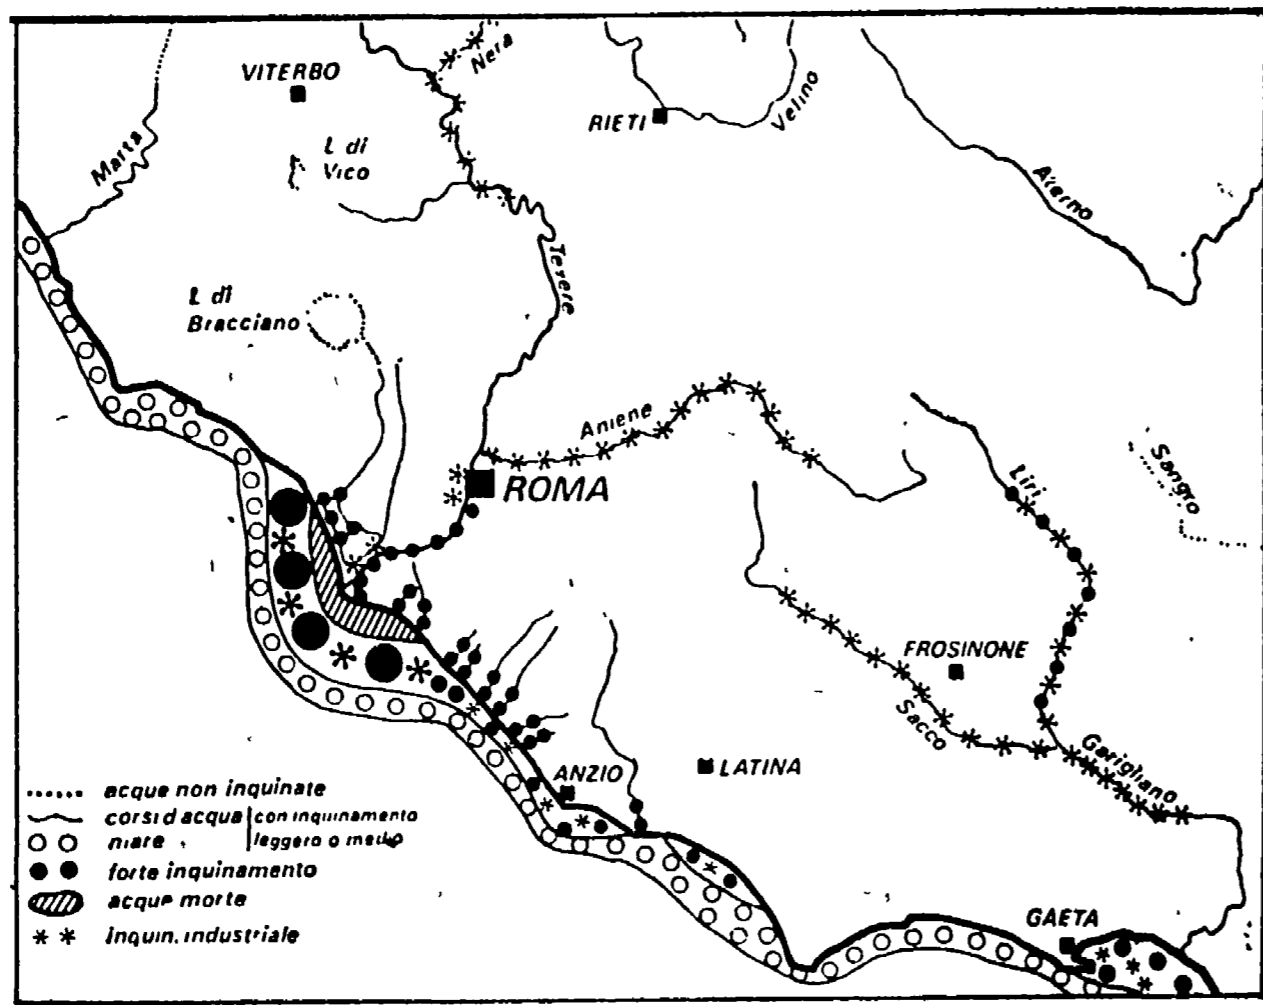 Nera
VITERBO
RIETI
Velino
Marta
L di
Vico
Aterno
Tevere
L di
Bracciano
Aniene
ROMA
Liri
Sangro
FROSINONE
Sacco
Garigliano
LATINA
ANZIO
GAETA
acque non inquinate
corsi d'acqua con inquinamento
mare leggero o medio
forte inquinamento
acque morte
inquin. industriale